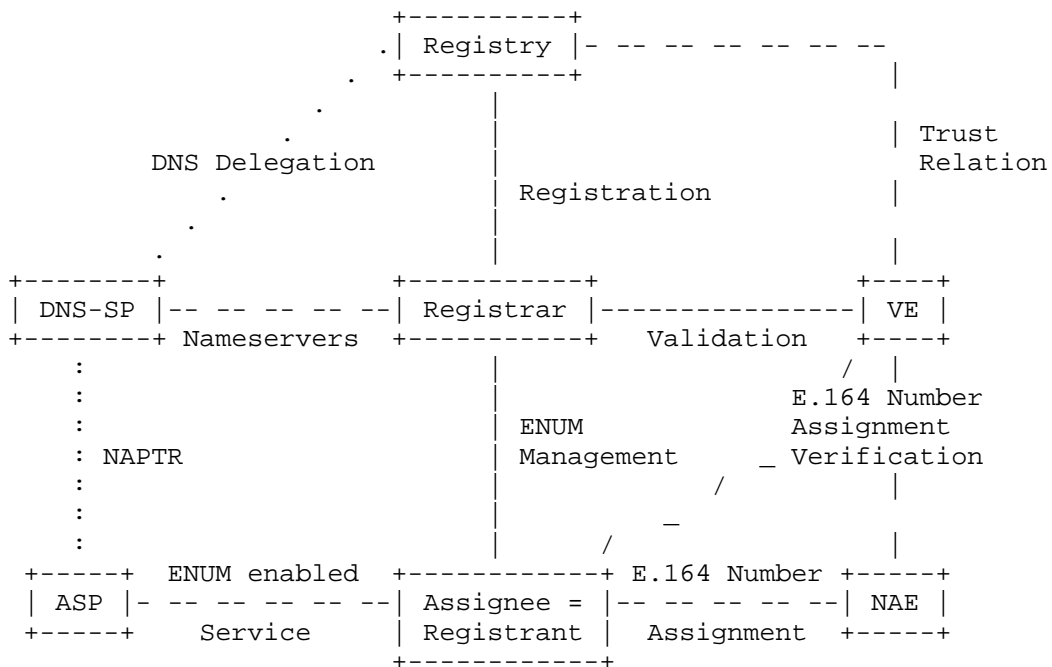 Registry
Trust
DNS Delegation Relation
Registration
DNS-SP Registrar VE
Nameservers Validation
E.164 Number
ENUM Assignment
NAPTR Management Verification
ENUM enabled E.164 Number
ASP Assignee = NAE
Service Registrant Assignment